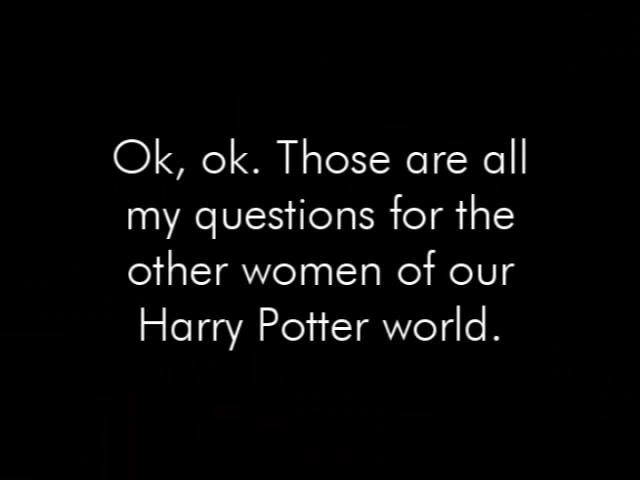 Ok, ok. Those are all
my questions for the
other women of our
Harry Potter world.